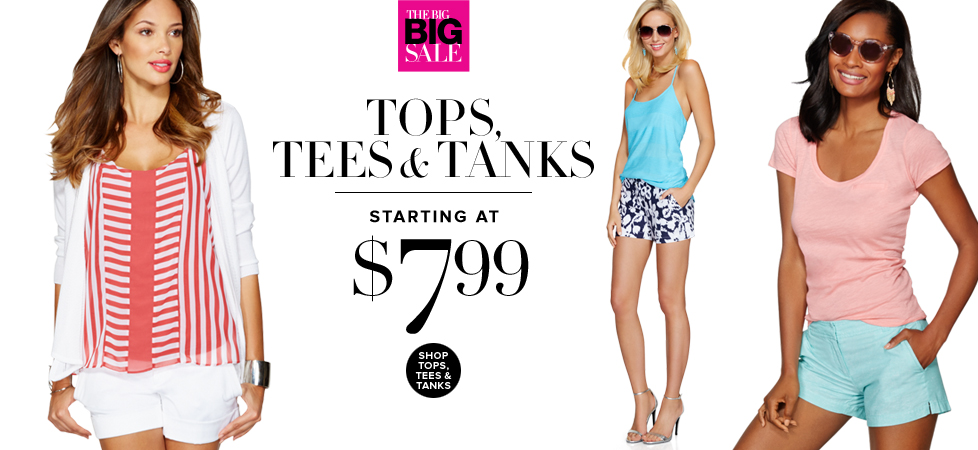 THE BIG
BIG
SALE
TOPS,
TEES & TANKS
STARTING AT
$799
SHOP
TOPS,
TEES &
TANKS